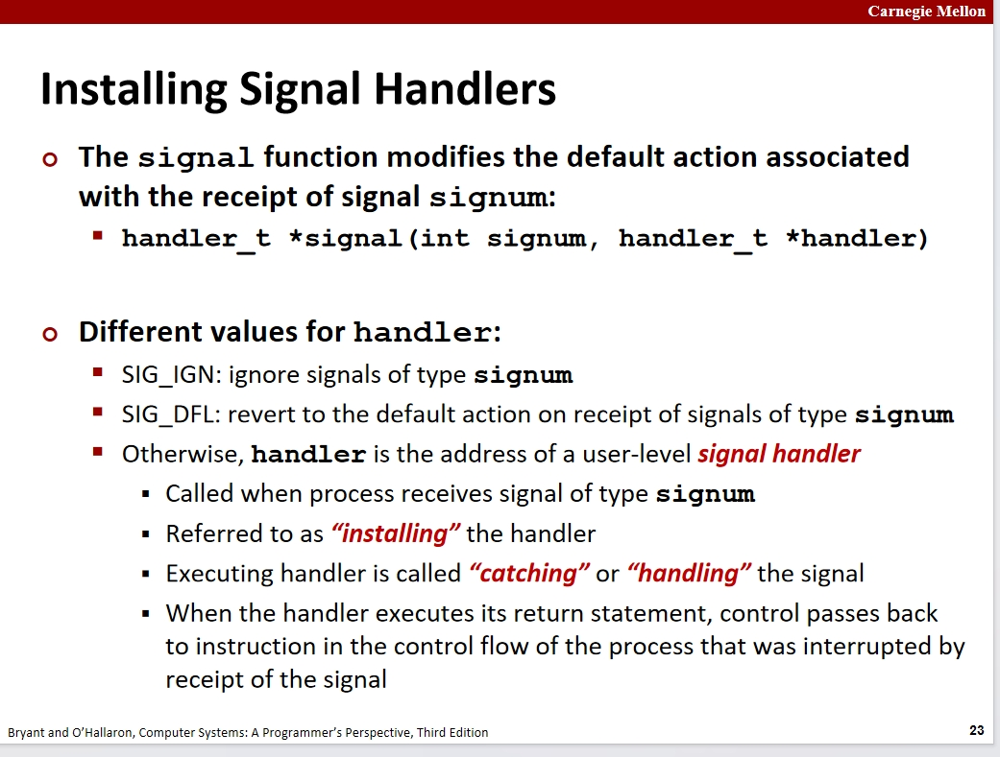 Carnegie Mellon
Installing Signal Handlers
The signal function modifies the default action associated
with the receipt of signal signum:
handler_t *signal(int signum, handler_t *handler)
Different values for handler:
SIG_IGN: ignore signals of type signum
SIG_DFL: revert to the default action on receipt of signals of type signum
Otherwise, handler is the address of a user-level signal handler
Called when process receives signal of type signum
Referred to as “installing” the handler
Executing handler is called “catching” or “handling” the signal
When the handler executes its return statement, control passes back
to instruction in the control flow of the process that was interrupted by
receipt of the signal
Bryant and O’Hallaron, Computer Systems: A Programmer’s Perspective, Third Edition
23